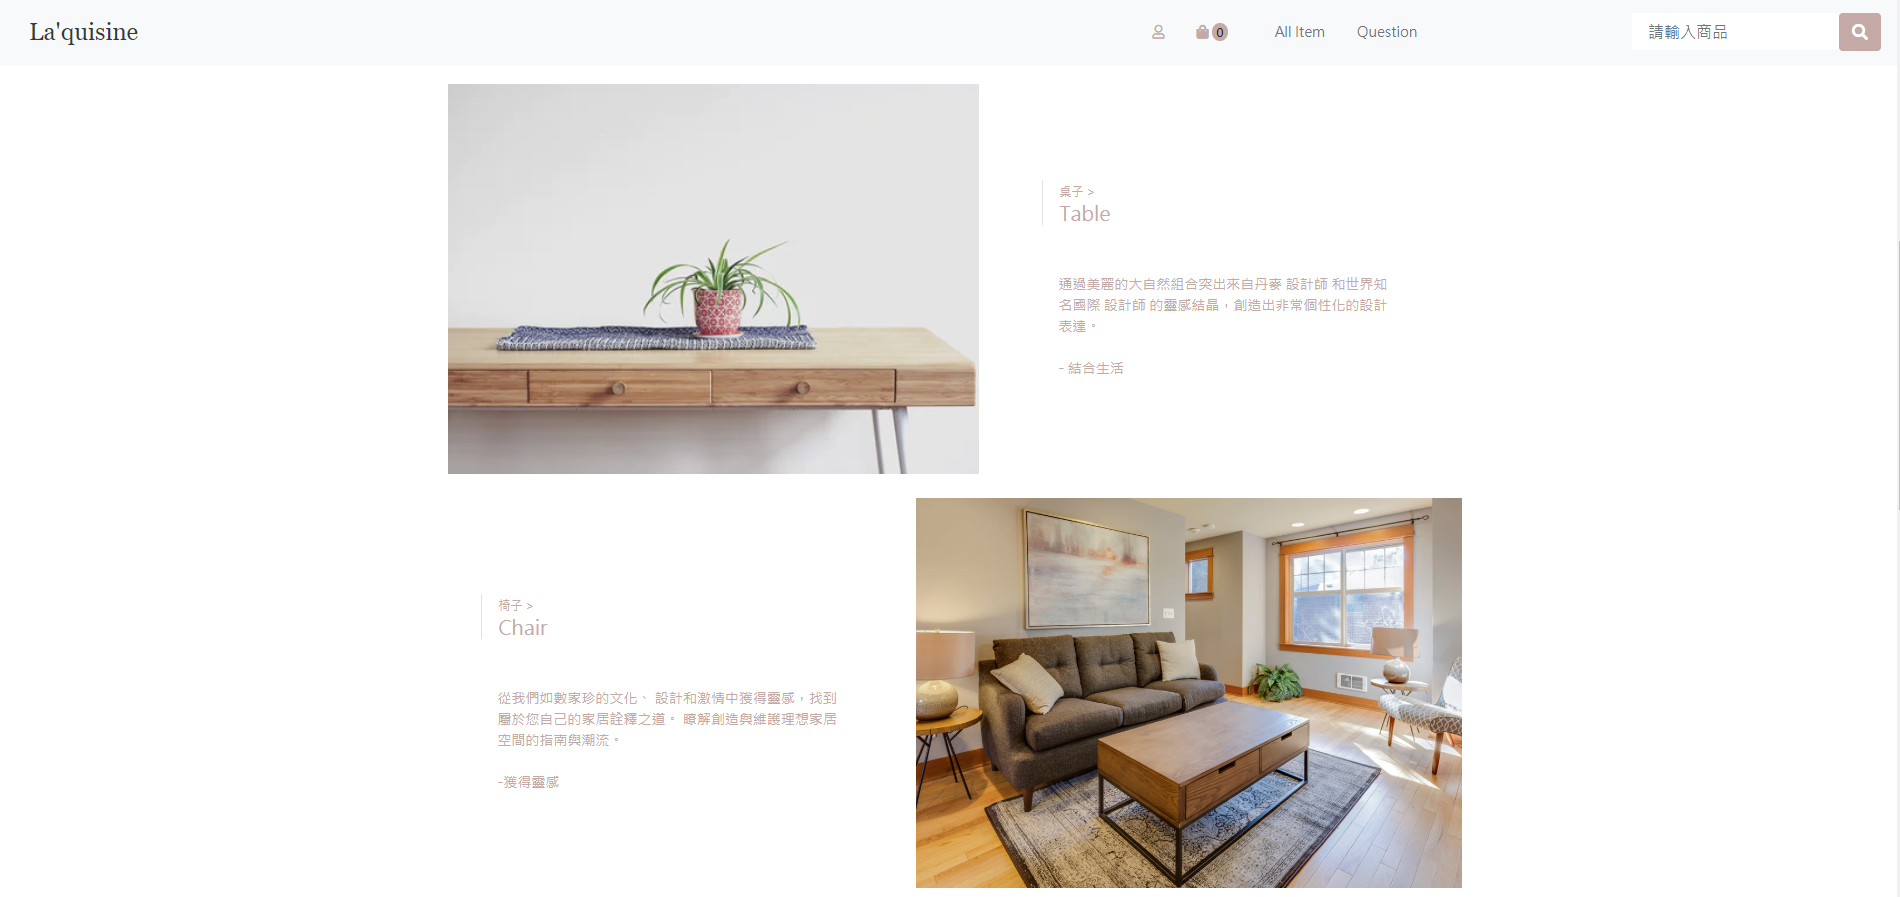 La'quisine
0
All Item
Question
請輸入商品
桌子 >
Table
通過美麗的大自然組合突出來自丹麥 設計師 和世界知
名國際 設計師 的靈感結晶，創造出非常個性化的設計
表達。
- 結合生活
椅子 >
Chair
從我們如數家珍的文化、 設計和激情中獲得靈感，找到
屬於您自己的家居詮釋之道。 瞭解創造與維護理想家居
空間的指南與潮流。
-獲得靈感